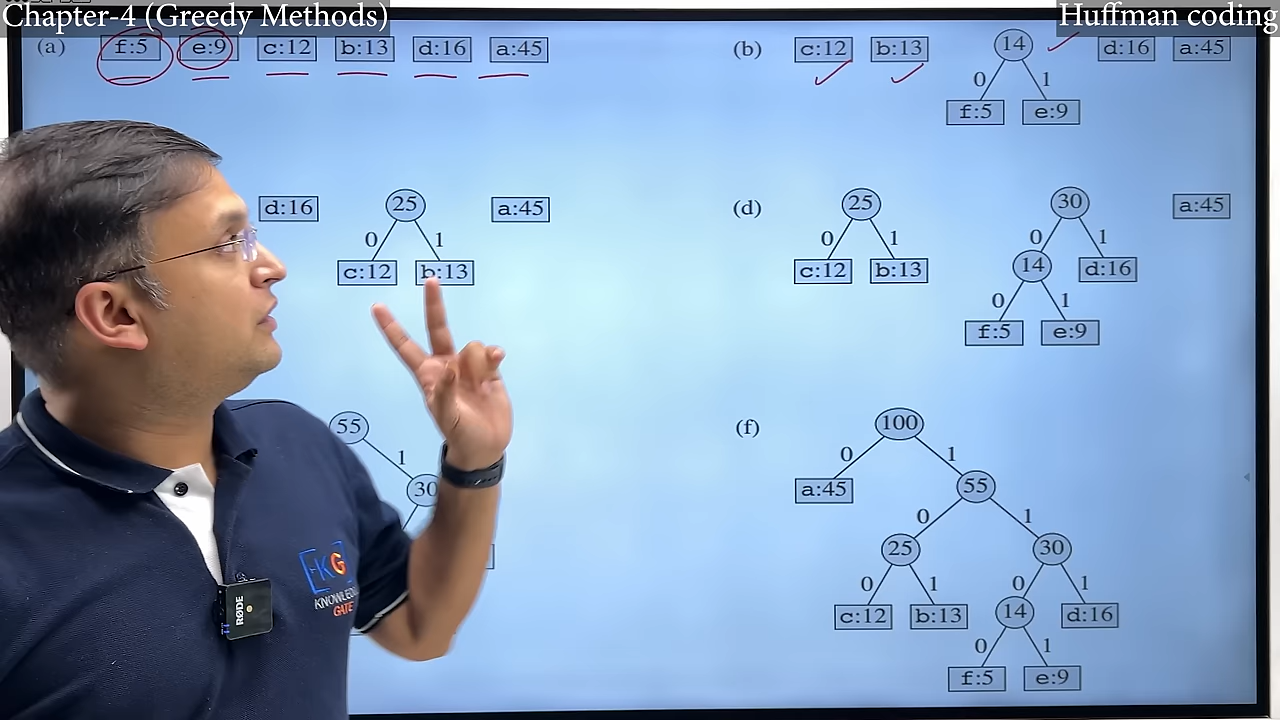 Chapter-4 (Greedy Methods)
Huffman coding
(a) f:5 e:9 c:12 b:13 d:16 a:45
(b) c:12 b:13 14 d:16 a:45
0 1
f:5 e:9
d:16 25 a:45
0 1
c:12 b:13
(d) 25 30 a:45
0 1 0 1
c:12 b:13 14 d:16
0 1
f:5 e:9
55
1
30
(f) 100
0 1
a:45 55
0 1
25 30
0 1 0 1
c:12 b:13 14 d:16
0 1
f:5 e:9
KG
KNOWLEDGE
GATE
RØDE